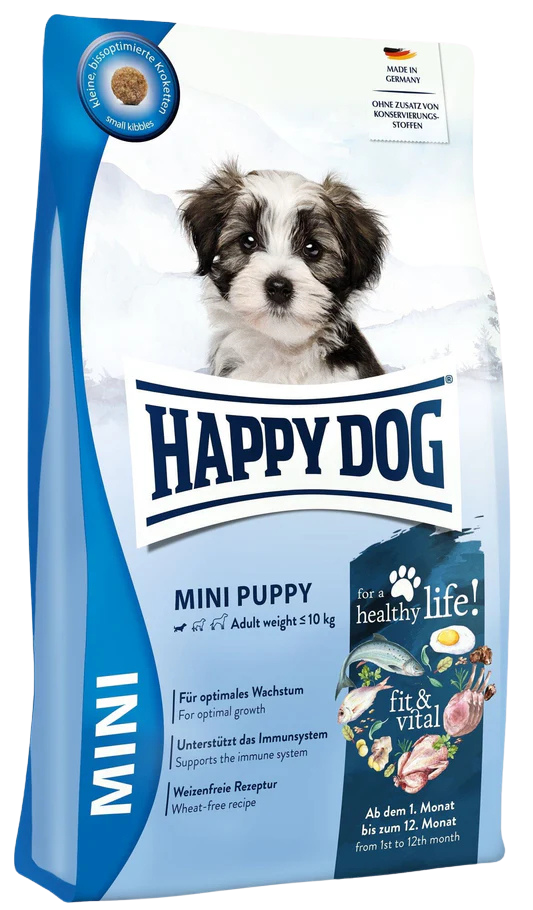 kleine, bissoptimierte Kroketten
small kibbles
MADE IN
GERMANY
OHNE ZUSATZ VON
KONSERVIERUNGS-
STOFFEN
HAPPY DOG®
MINI PUPPY
Adult weight ≤ 10 kg
for a
healthy life!
fit &
vital
Für optimales Wachstum
For optimal growth
Unterstützt das Immunsystem
Supports the immune system
Weizenfreie Rezeptur
Wheat-free recipe
MINI
Ab dem 1. Monat
bis zum 12. Monat
from 1st to 12th month